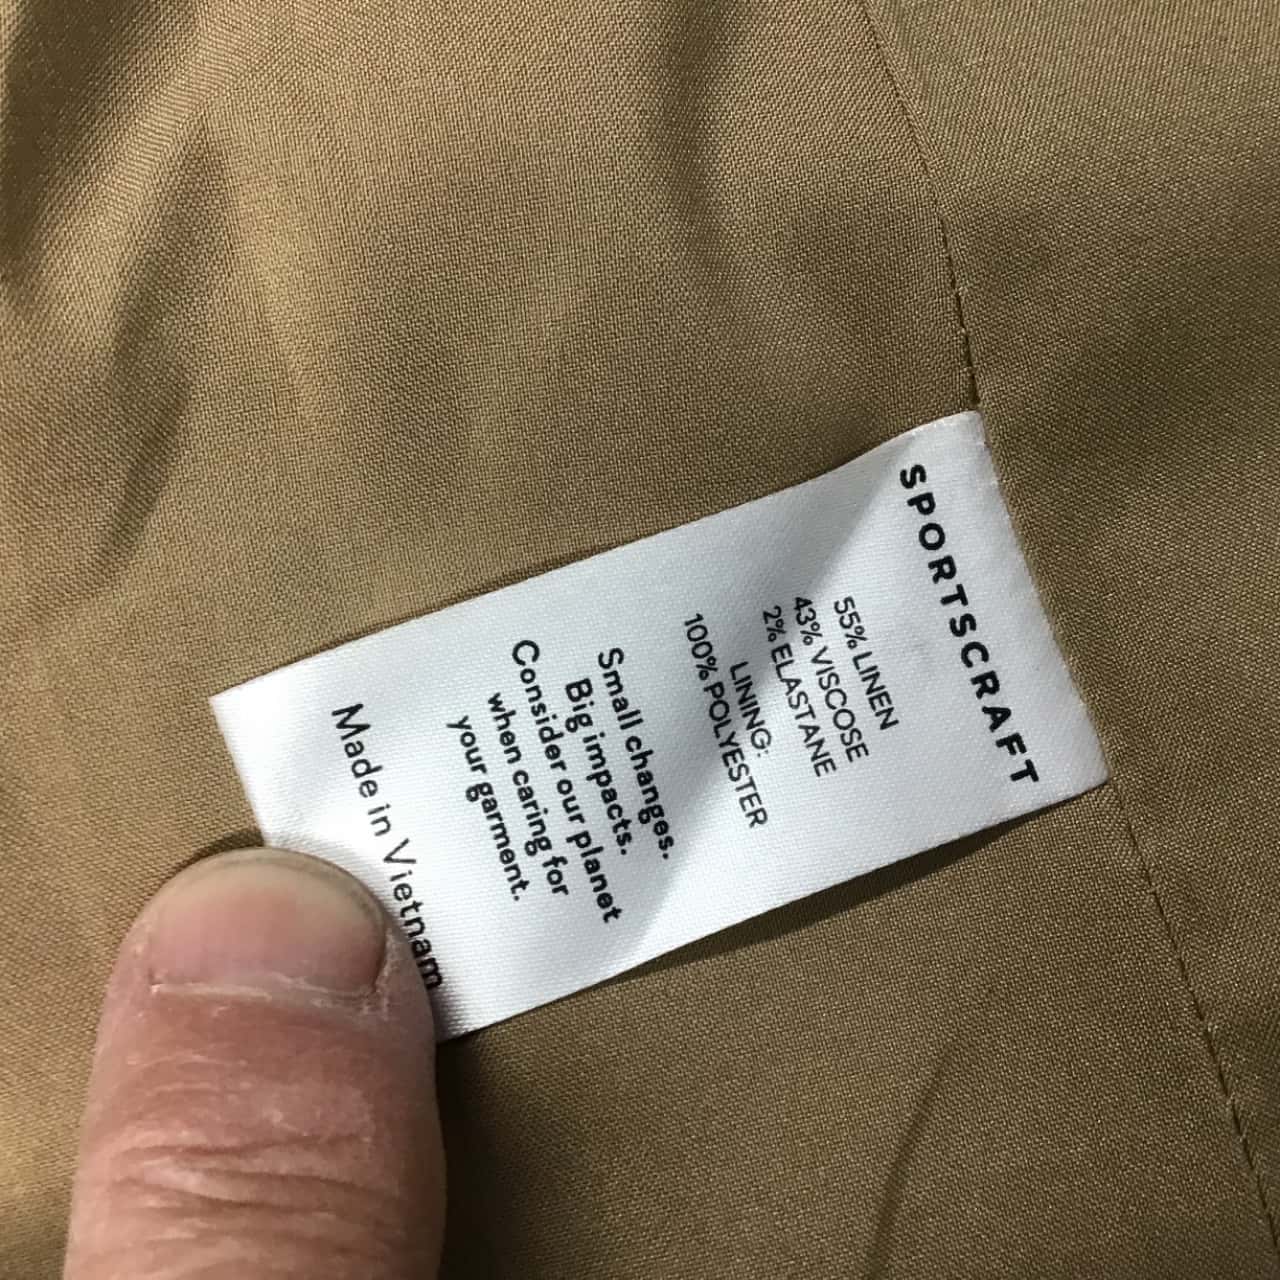 SPORTSCRAFT
55% LINEN
43% VISCOSE
2% ELASTANE
LINING:
100% POLYESTER
Small changes.
Big impacts.
Consider our planet
when caring for
your garment.
Made in Vietnam